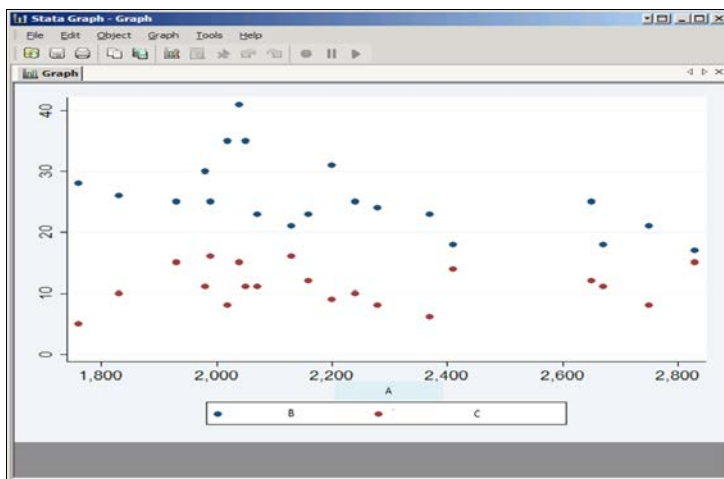 Stata Graph - Graph
File Edit Object Graph Tools Help
Graph
40
30
20
10
0
1,800 2,000 2,200 2,400 2,600 2,800
A
B C